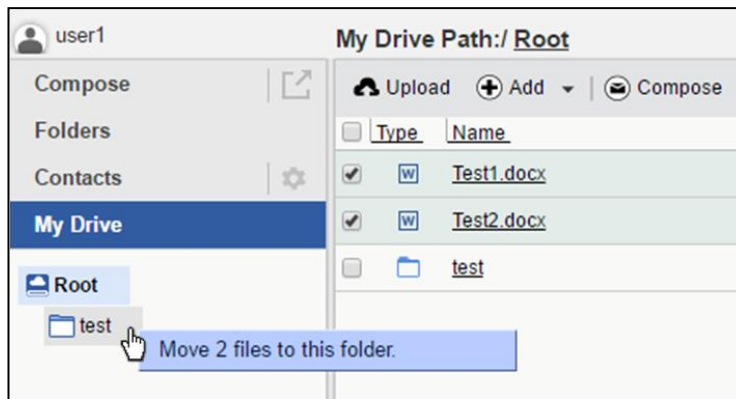 user1
My Drive Path:/ Root
Compose
Upload Add Compose
Folders
Type Name
Contacts
W Test1.docx
My Drive
W Test2.docx
Root
test
test
Move 2 files to this folder.